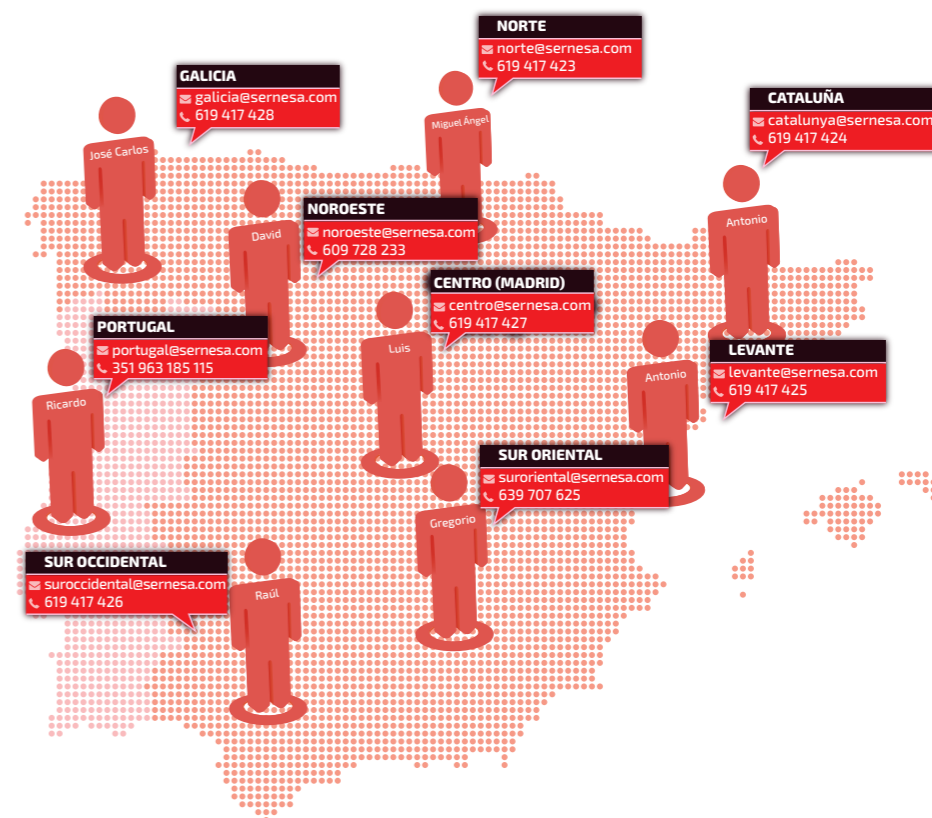 NORTE
norte@sernesa.com
619 417 423
GALICIA
galicia@sernesa.com
619 417 428
CATALUÑA
catalunya@sernesa.com
619 417 424
Miguel Ángel
José Carlos
NOROESTE
noroeste@sernesa.com
609 728 233
David
Antonio
CENTRO (MADRID)
centro@sernesa.com
619 417 427
PORTUGAL
portugal@sernesa.com
351 963 185 115
Luis
LEVANTE
levante@sernesa.com
619 417 425
Antonio
Ricardo
SUR ORIENTAL
suroriental@sernesa.com
639 707 625
Gregorio
SUR OCCIDENTAL
suroccidental@sernesa.com
619 417 426
Raúl